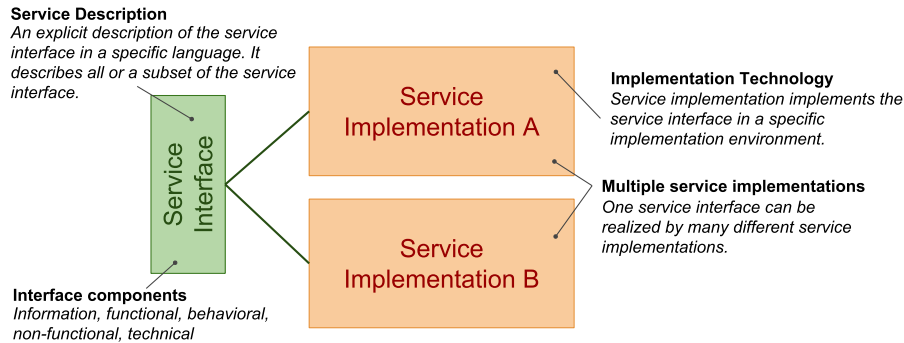 Service Description
An explicit description of the service
interface in a specific language. It
describes all or a subset of the service
interface.
Service
Interface
Interface components
Information, functional, behavioral,
non-functional, technical
Service
Implementation A
Service
Implementation B
Implementation Technology
Service implementation implements the
service interface in a specific
implementation environment.
Multiple service implementations
One service interface can be
realized by many different service
implementations.